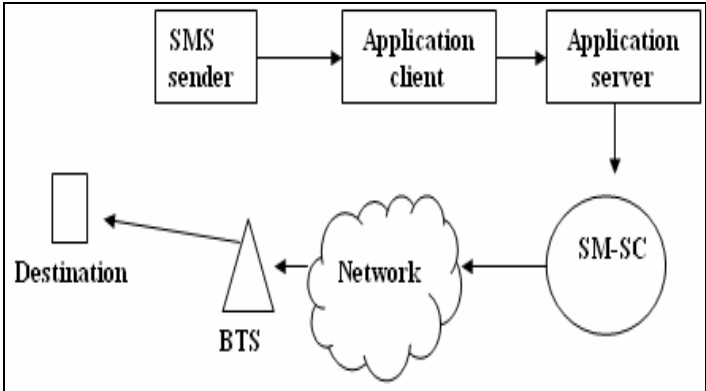 SMS
sender
Application
client
Application
server
SM-SC
Network
BTS
Destination